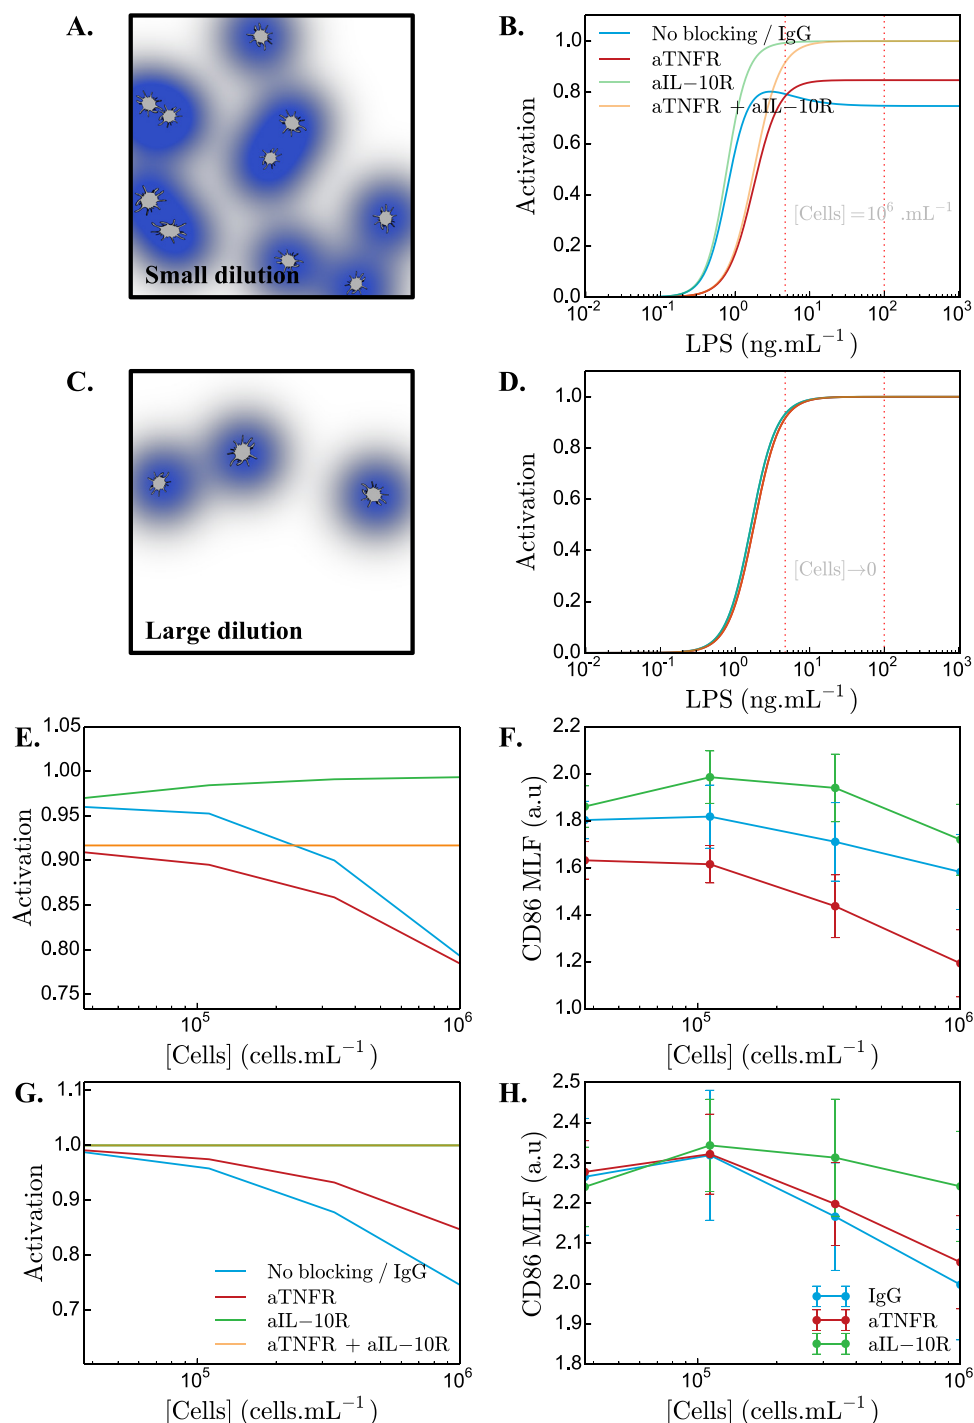 A.
Small dilution
B.
1.0
0.8
0.6
0.4
0.2
0.0
Activation
No blocking / IgG
aTNFR
aIL−10R
aTNFR + aIL−10R
[Cells] = 10⁶ .mL⁻¹
10⁻² 10⁻¹ 10⁰ 10¹ 10² 10³
LPS (ng.mL⁻¹)
C.
Large dilution
D.
1.0
0.8
0.6
0.4
0.2
0.0
Activation
[Cells]→0
10⁻² 10⁻¹ 10⁰ 10¹ 10² 10³
LPS (ng.mL⁻¹)
E.
1.05
1.00
0.95
0.90
0.85
0.80
0.75
Activation
10⁵ 10⁶
[Cells] (cells.mL⁻¹)
F.
2.2
2.0
1.8
1.6
1.4
1.2
1.0
CD86 MLF (a.u)
10⁵ 10⁶
[Cells] (cells.mL⁻¹)
G.
1.1
1.0
0.9
0.8
0.7
Activation
No blocking / IgG
aTNFR
aIL−10R
aTNFR + aIL−10R
10⁵ 10⁶
[Cells] (cells.mL⁻¹)
H.
2.5
2.4
2.3
2.2
2.1
2.0
1.9
1.8
CD86 MLF (a.u)
IgG
aTNFR
aIL−10R
10⁵ 10⁶
[Cells] (cells.mL⁻¹)